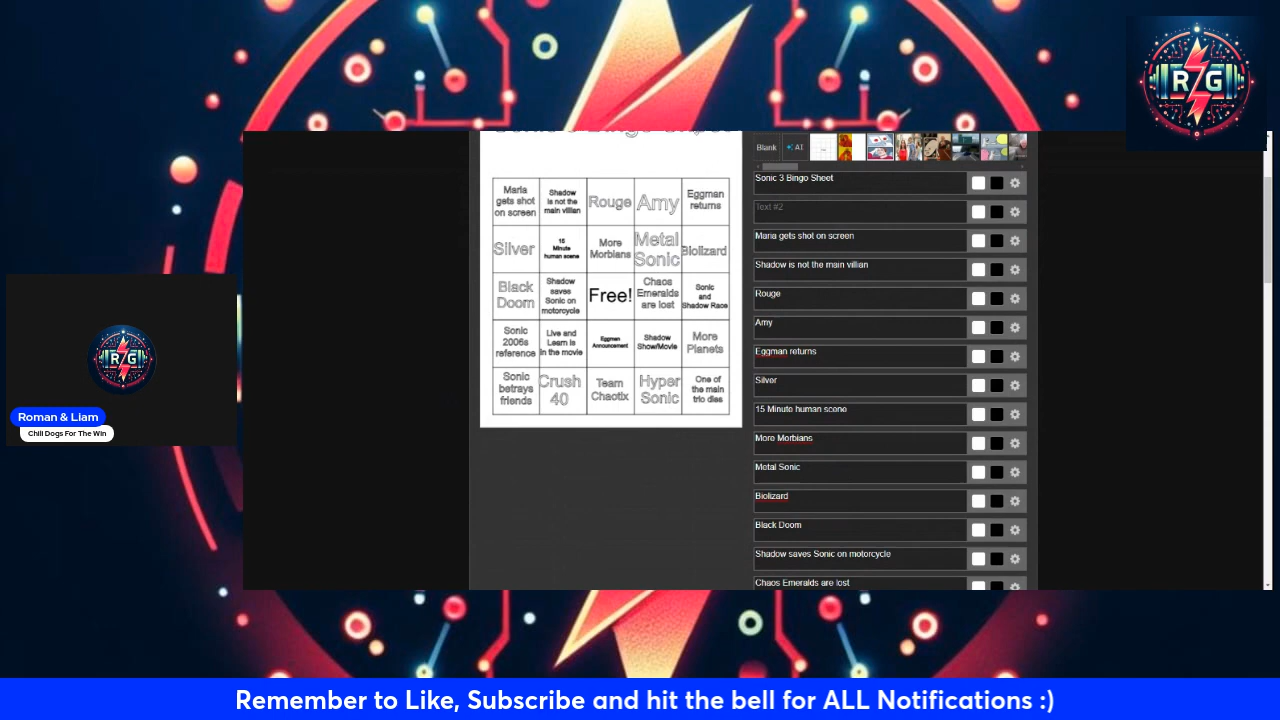 R G
Blank
AI
Maria
gets shot
on screen
Shadow
is not the
main villian
Rouge
Amy
Eggman
returns
Silver
15
Minute
human scene
More
Morbians
Metal
Sonic
Biolizard
Black
Doom
Shadow
saves
Sonic on
motorcycle
Free!
Chaos
Emeralds
are lost
Sonic
and
Shadow Race
Sonic
2006s
reference
Live and
Learn is
in the movie
Eggman
Announcement
Shadow
Show/Movie
More
Planets
Sonic
betrays
friends
Crush
40
Team
Chaotix
Hyper
Sonic
One of
the main
trio dies
Sonic 3 Bingo Sheet
Text #2
Maria gets shot on screen
Shadow is not the main villian
Rouge
Amy
Eggman returns
Silver
15 Minute human scene
More Morbians
Metal Sonic
Biolizard
Black Doom
Shadow saves Sonic on motorcycle
Chaos Emeralds are lost
R G
Roman & Liam
Chili Dogs For The Win
Remember to Like, Subscribe and hit the bell for ALL Notifications :)